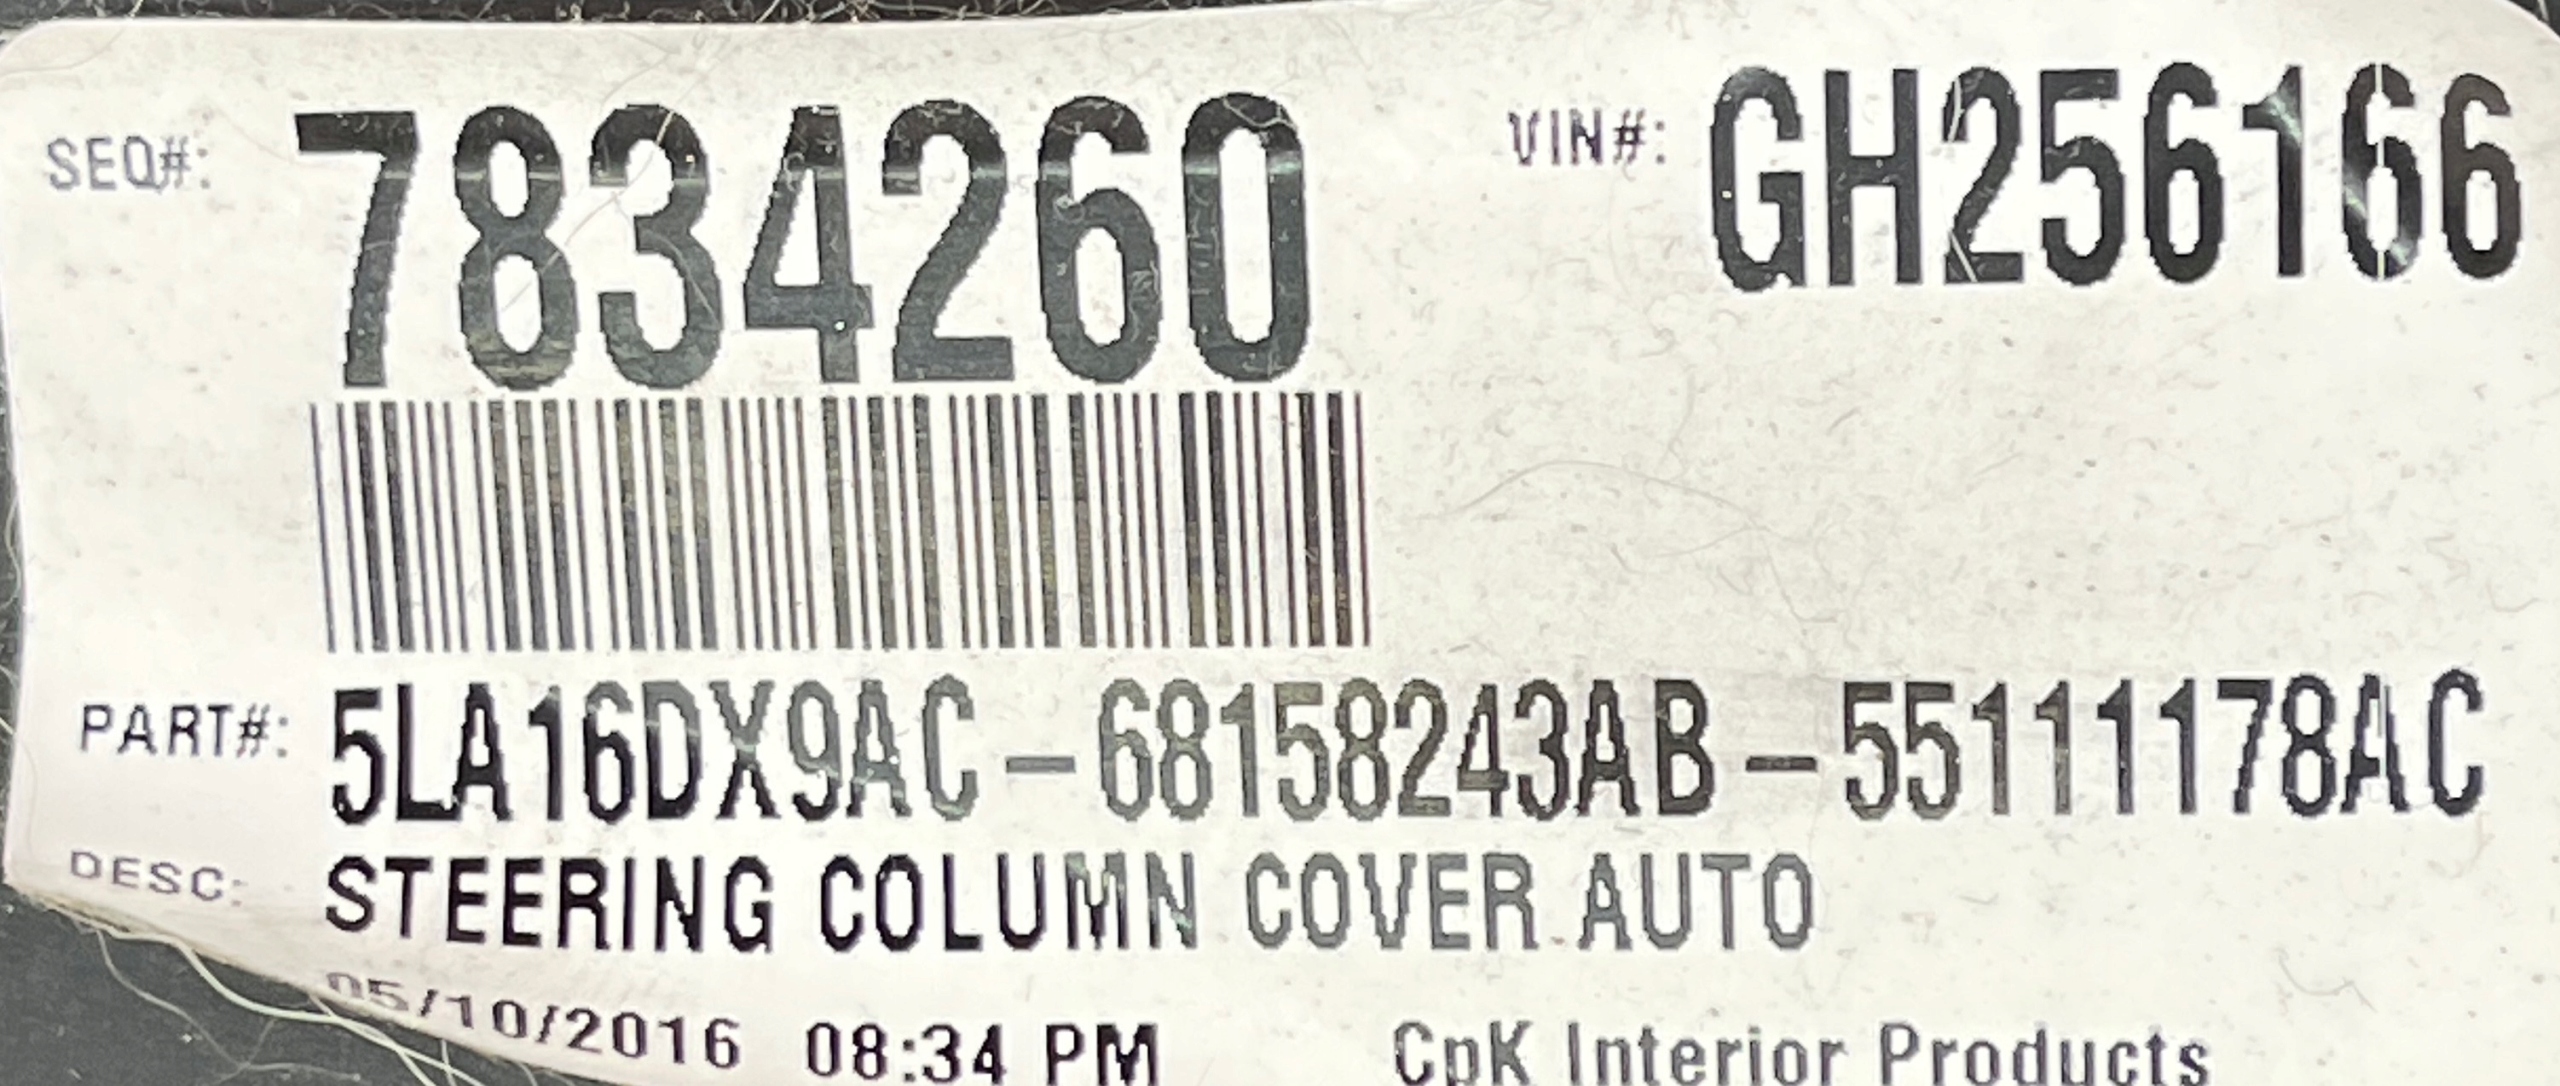 SEQ#: 7834260 VIN#: GH256166
PART#: 5LA16DX9AC-68158243AB-55111178AC
DESC: STEERING COLUMN COVER AUTO
05/10/2016 08:34 PM CpK Interior Products